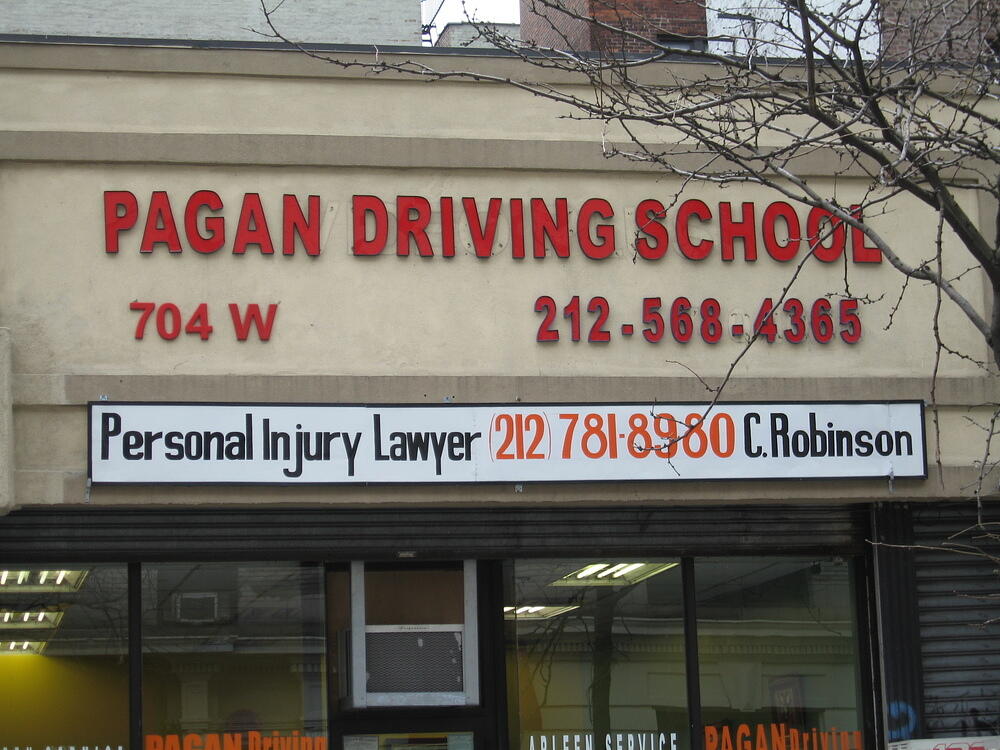 PAGAN DRIVING SCHOOL
704 W 212-568-4365
Personal Injury Lawyer (212) 781-8980 C. Robinson
PAGAN Driving ARLEEN SERVICE PAGAN Driving